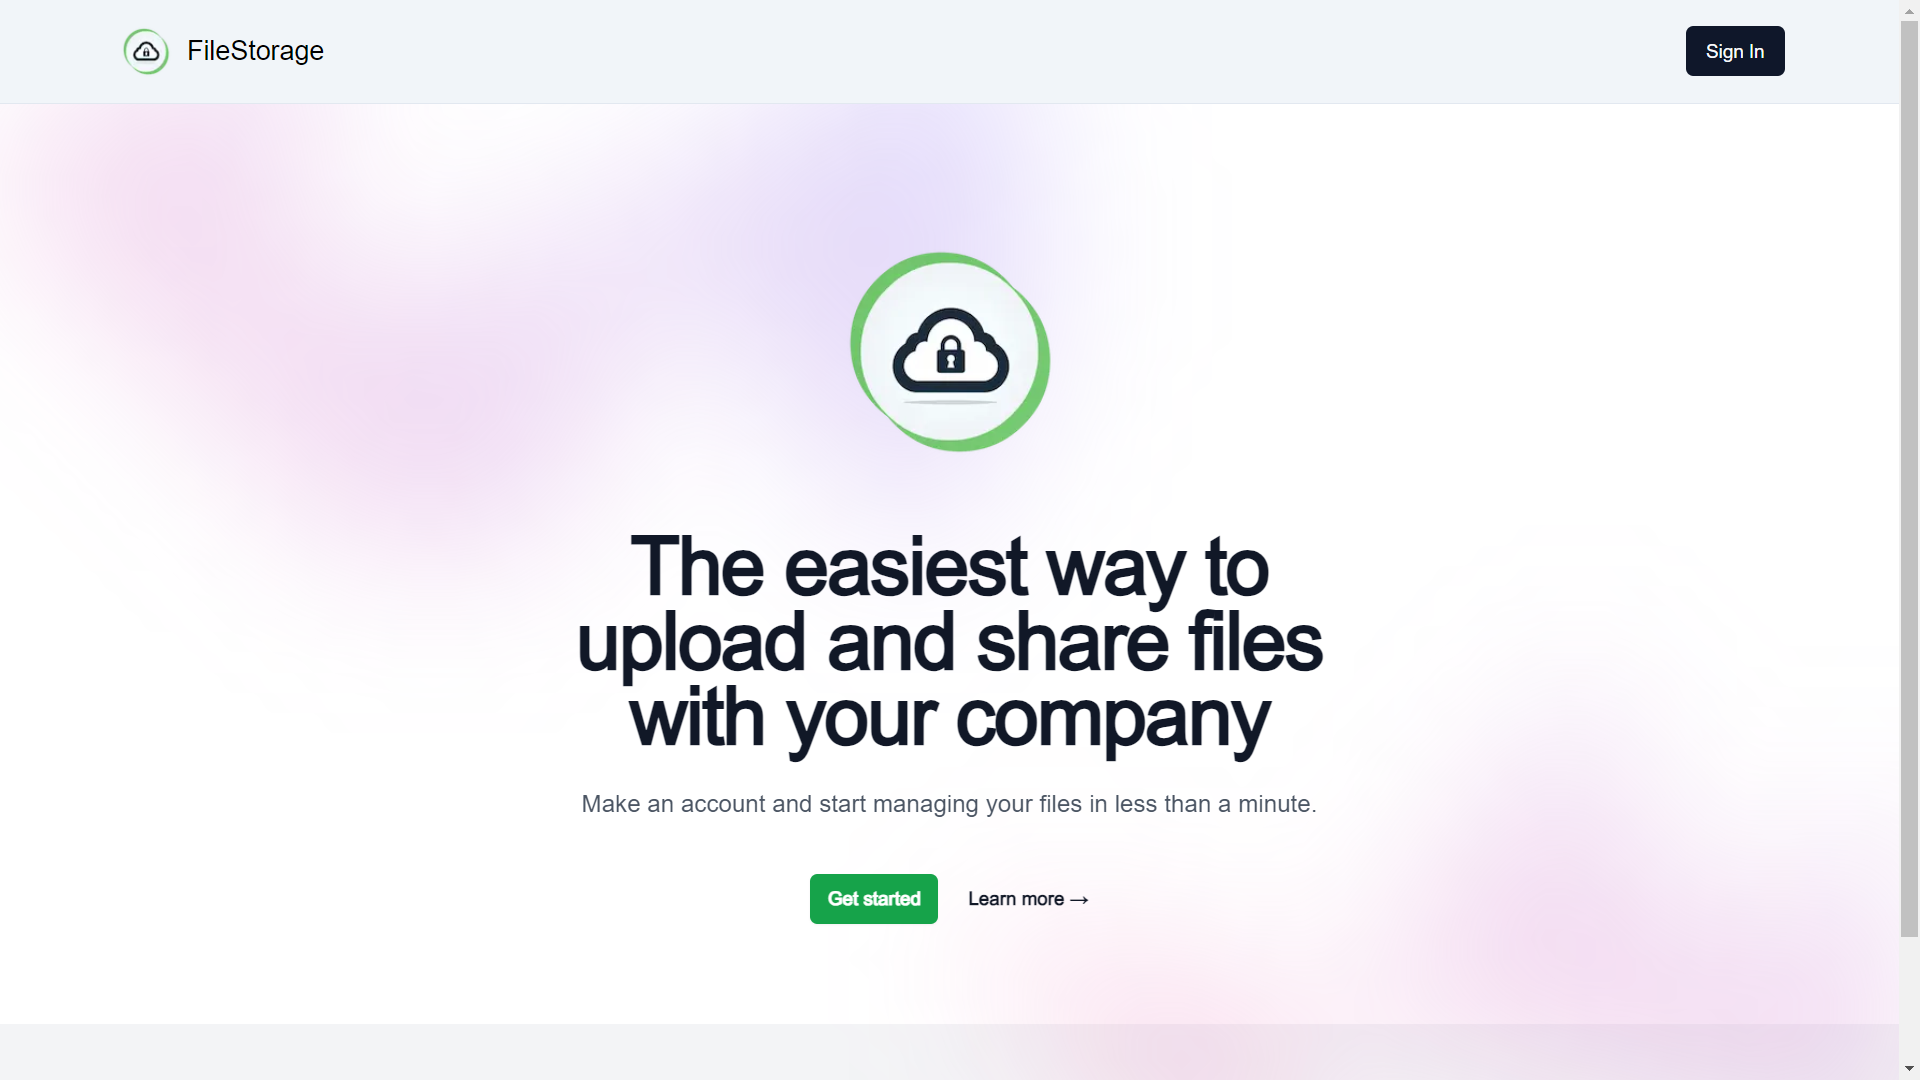 FileStorage
Sign In
The easiest way to
upload and share files
with your company
Make an account and start managing your files in less than a minute.
Get started
Learn more →